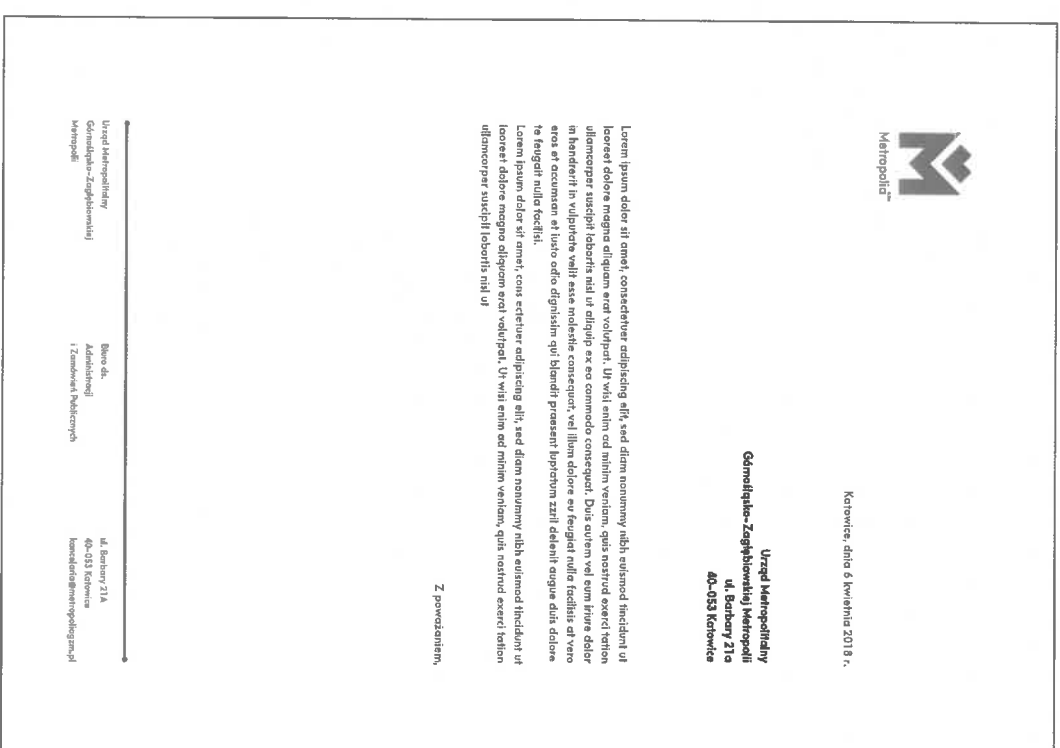 Metropolia
GZM
Katowice, dnia 6 kwietnia 2018 r.
Urząd Metropolitalny
Górnośląsko-Zagłębiowskiej Metropolii
ul. Barbary 21a
40-053 Katowice
Lorem ipsum dolor sit amet, consectetuer adipiscing elit, sed diam nonummy nibh euismod tincidunt ut
laoreet dolore magna aliquam erat volutpat. Ut wisi enim ad minim veniam, quis nostrud exerci tation
ullamcorper suscipit lobortis nisl ut aliquip ex ea commodo consequat. Duis autem vel eum iriure dolor
in hendrerit in vulputate velit esse molestie consequat, vel illum dolore eu feugiat nulla facilisis at vero
eros et accumsan et iusto odio dignissim qui blandit praesent luptatum zzril delenit augue duis dolore
te feugait nulla facilisi.
Lorem ipsum dolor sit amet, cons ectetuer adipiscing elit, sed diam nonummy nibh euismod tincidunt ut
laoreet dolore magna aliquam erat volutpat. Ut wisi enim ad minim veniam, quis nostrud exerci tation
ullamcorper suscipit lobortis nisl ut
Z poważaniem,
Urząd Metropolitalny
Górnośląsko-Zagłębiowskiej
Metropolii
Biuro ds.
Administracji
i Zamówień Publicznych
ul. Barbary 21A
40-053 Katowice
kancelaria@metropoliagzm.pl